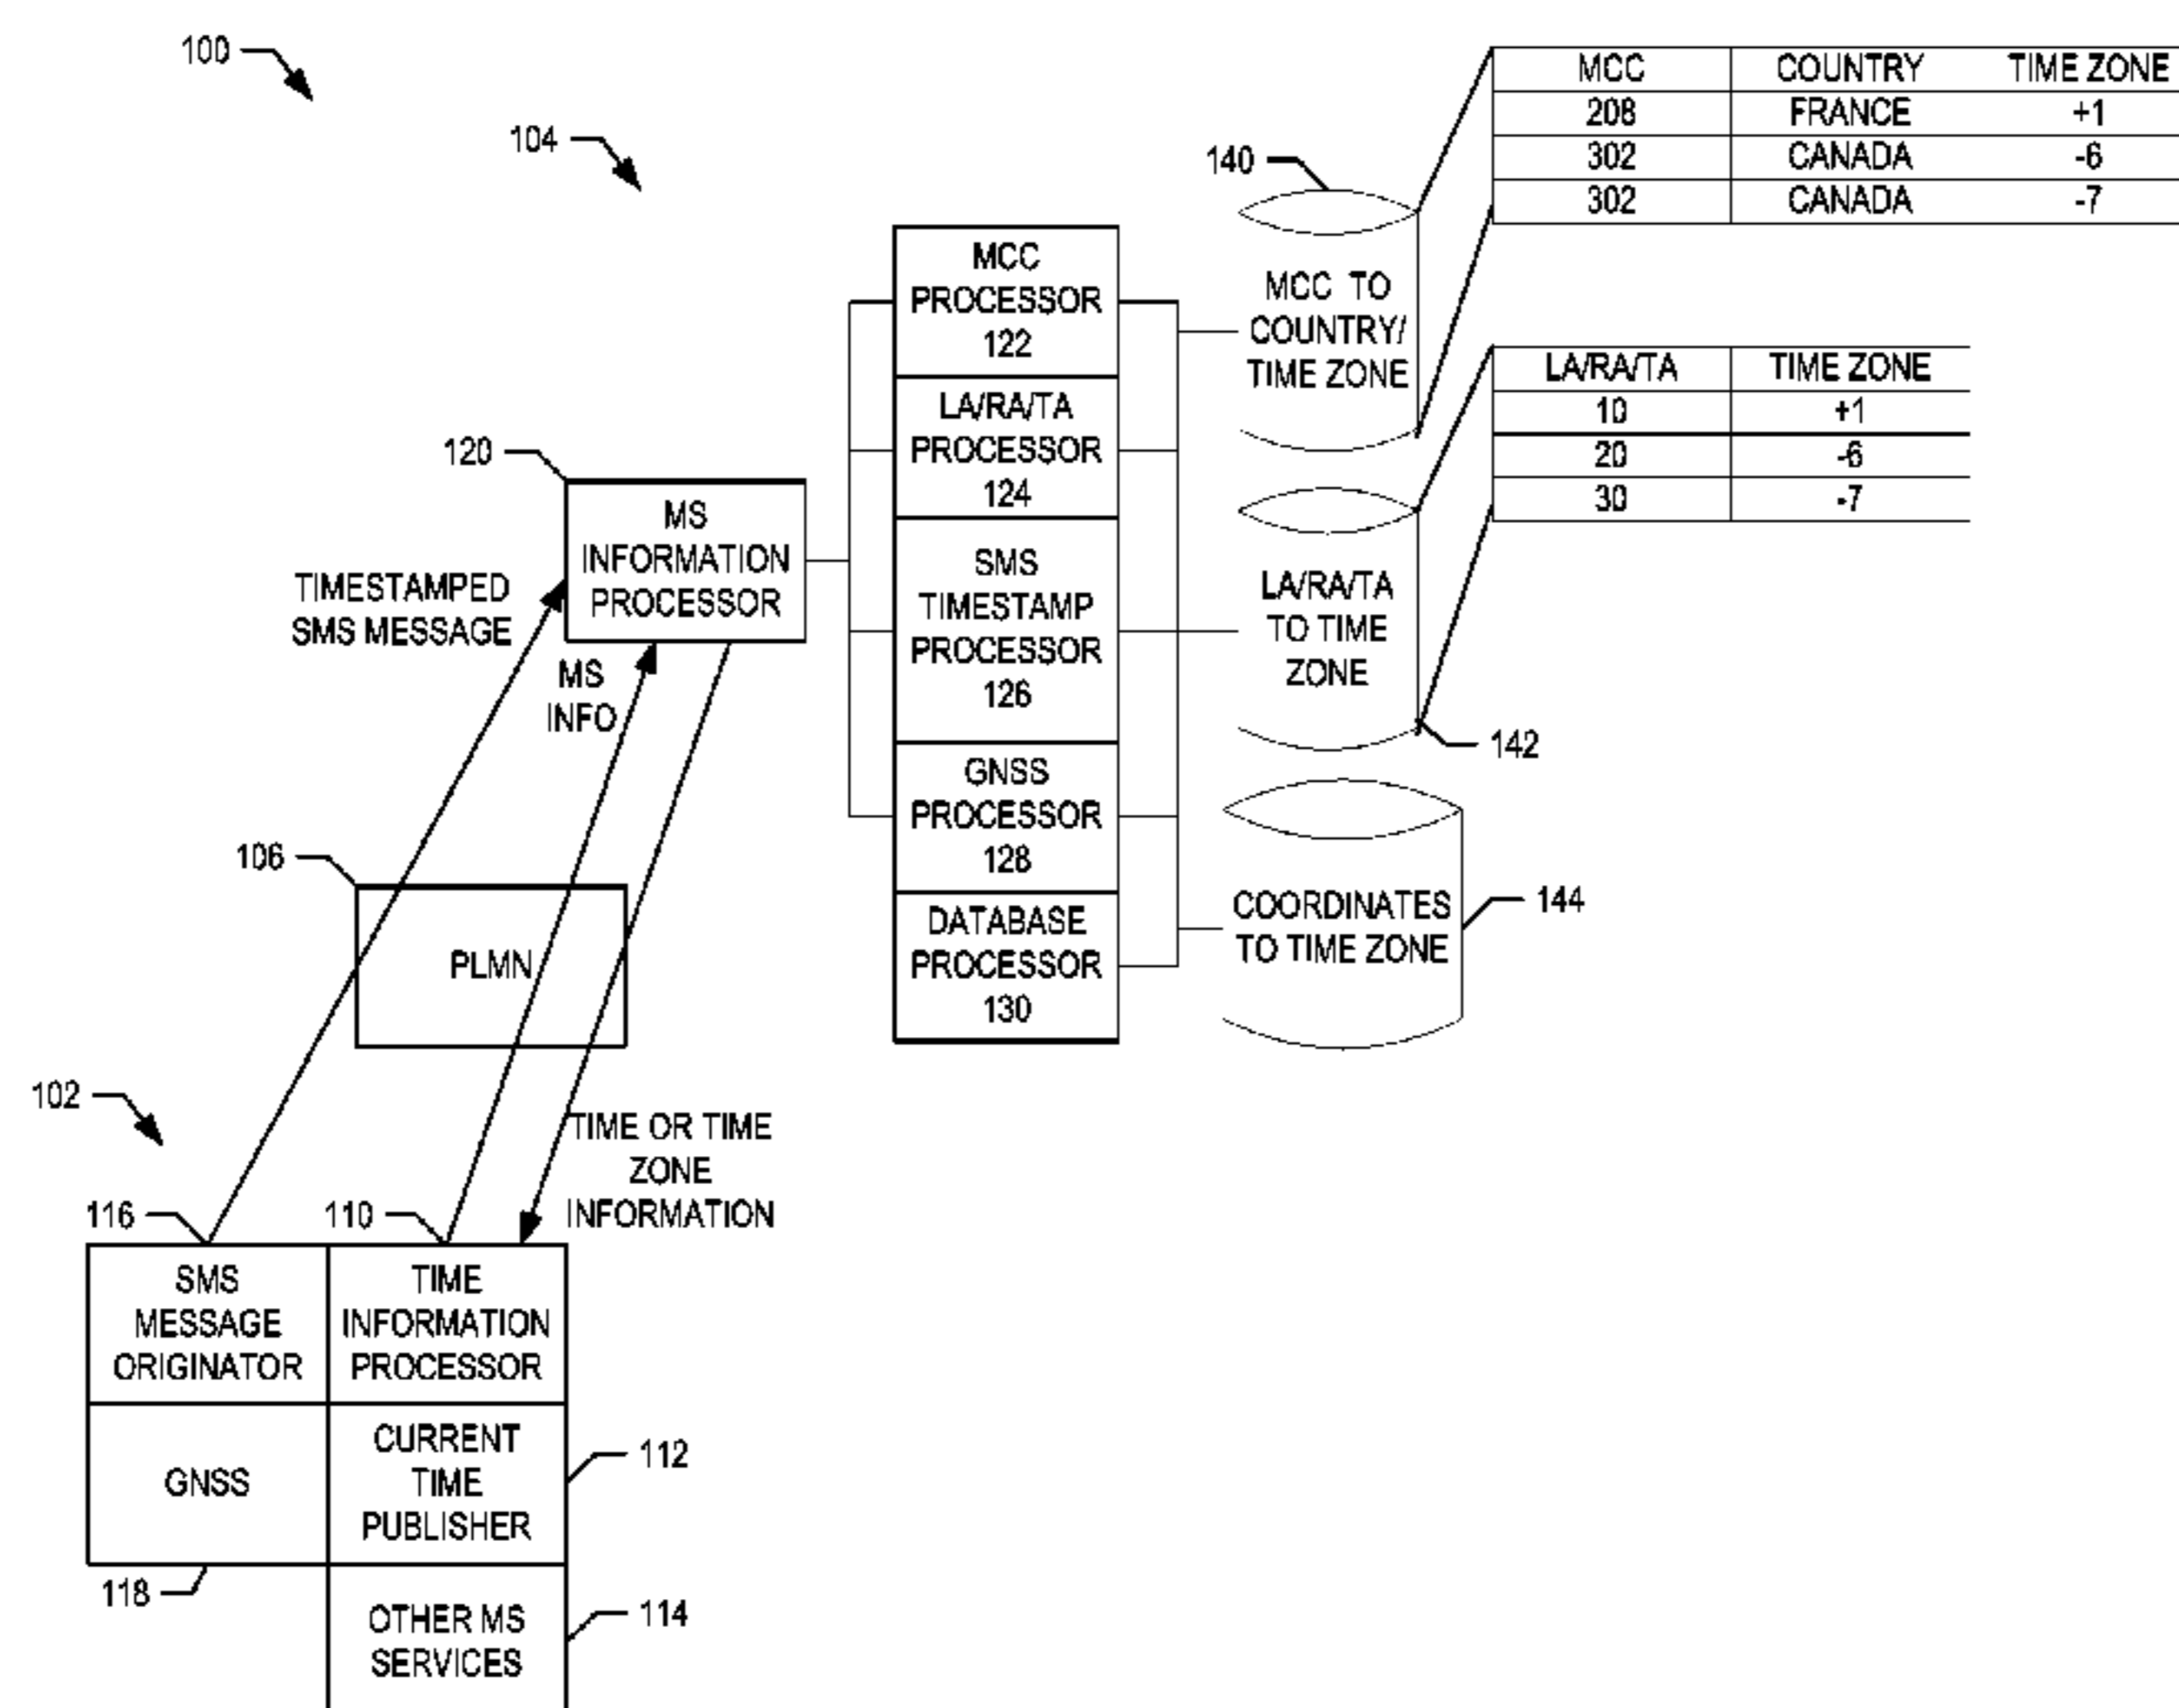 100
104
MCC COUNTRY TIME ZONE
208 FRANCE +1
302 CANADA -6
302 CANADA -7
140
MCC
PROCESSOR
122
MCC TO
COUNTRY/
TIME ZONE
LA/RA/TA TIME ZONE
10 +1
20 -6
30 -7
LA/RA/TA
PROCESSOR
124
120
MS
INFORMATION
PROCESSOR
SMS
TIMESTAMP
PROCESSOR
126
LA/RA/TA
TO TIME
ZONE
142
TIMESTAMPED
SMS MESSAGE
MS
INFO
GNSS
PROCESSOR
128
DATABASE
PROCESSOR
130
COORDINATES
TO TIME ZONE
144
106
PLMN
102
TIME OR TIME
ZONE
INFORMATION
116
110
SMS
MESSAGE
ORIGINATOR
TIME
INFORMATION
PROCESSOR
GNSS
CURRENT
TIME
PUBLISHER
112
118
OTHER MS
SERVICES
114